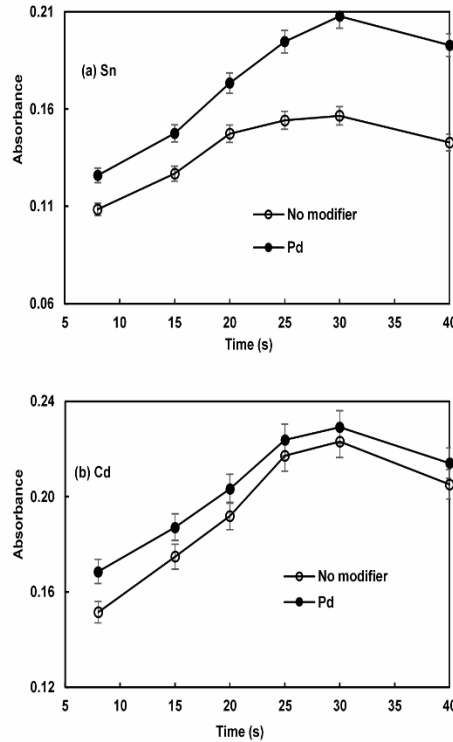 0.21
(a) Sn
0.16
Absorbance
0.11
No modifier
Pd
0.06
5 10 15 20 25 30 35 40
Time (s)
0.24
(b) Cd
0.20
Absorbance
0.16
No modifier
Pd
0.12
5 10 15 20 25 30 35 40
Time (s)